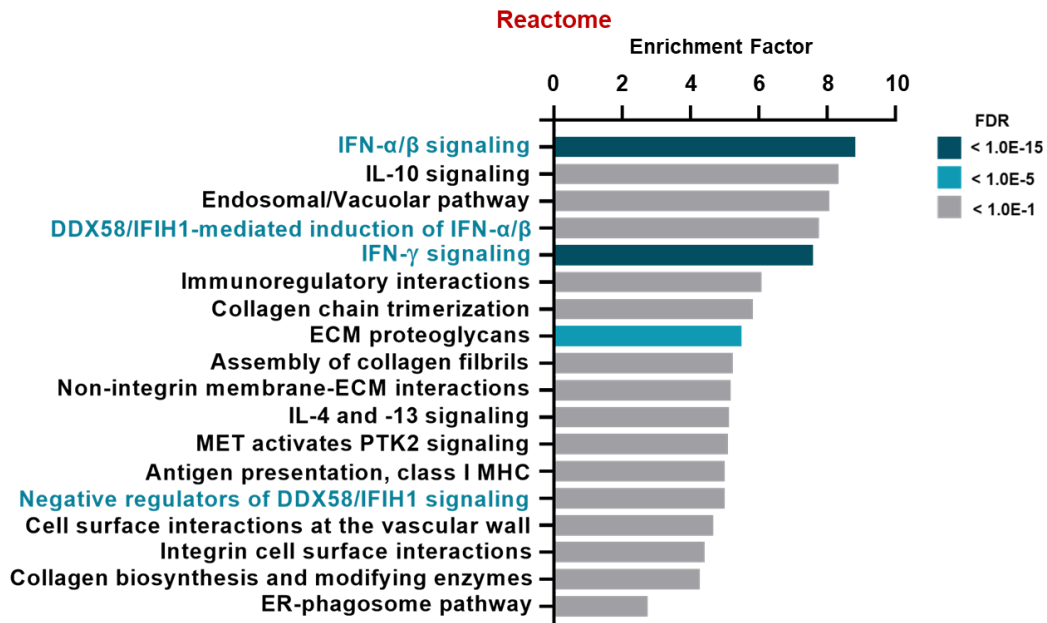 Reactome
Enrichment Factor
0 2 4 6 8 10
FDR
< 1.0E-15
< 1.0E-5
< 1.0E-1
IFN-α/β signaling
IL-10 signaling
Endosomal/Vacuolar pathway
DDX58/IFIH1-mediated induction of IFN-α/β
IFN-γ signaling
Immunoregulatory interactions
Collagen chain trimerization
ECM proteoglycans
Assembly of collagen filbrils
Non-integrin membrane-ECM interactions
IL-4 and -13 signaling
MET activates PTK2 signaling
Antigen presentation, class I MHC
Negative regulators of DDX58/IFIH1 signaling
Cell surface interactions at the vascular wall
Integrin cell surface interactions
Collagen biosynthesis and modifying enzymes
ER-phagosome pathway